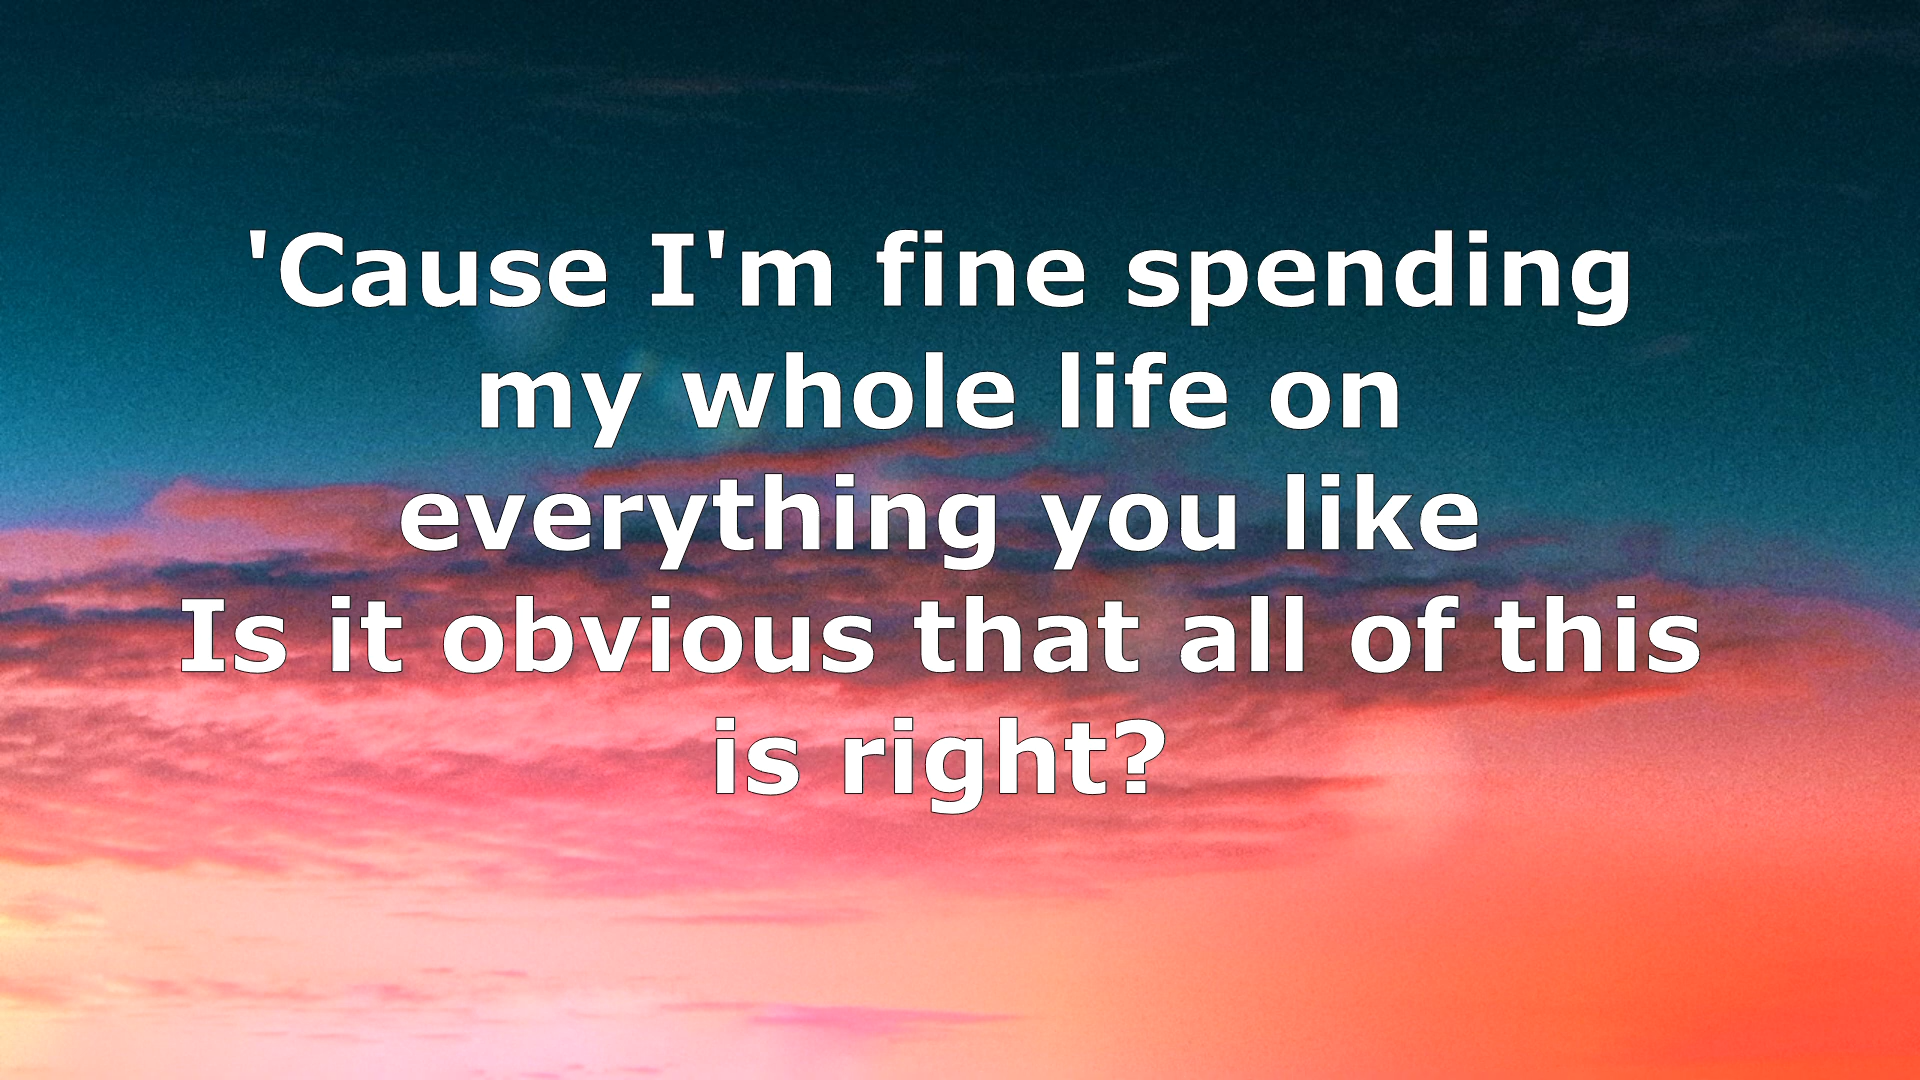 'Cause I'm fine spending
my whole life on
everything you like
Is it obvious that all of this
is right?